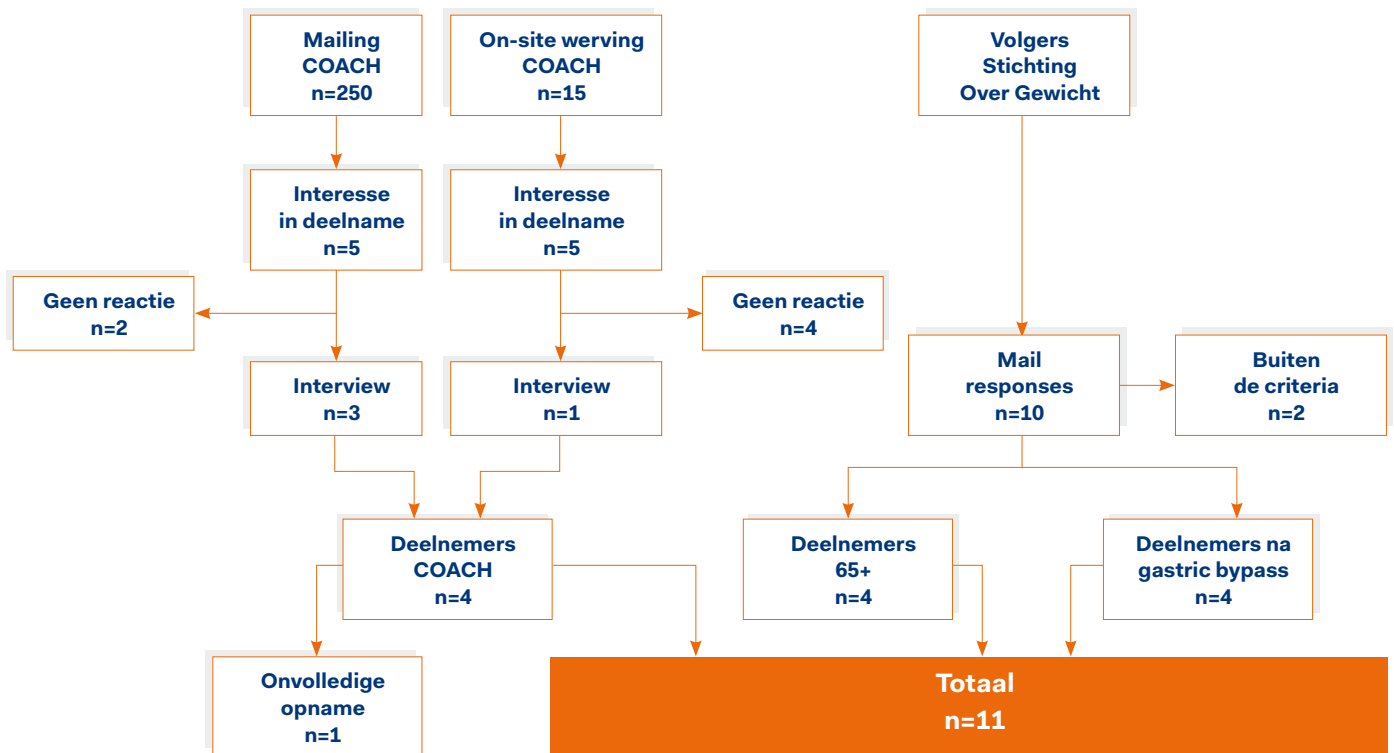 Mailing
COACH
n=250
On-site werving
COACH
n=15
Volgers
Stichting
Over Gewicht
Interesse
in deelname
n=5
Interesse
in deelname
n=5
Geen reactie
n=2
Geen reactie
n=4
Interview
n=3
Interview
n=1
Mail
responses
n=10
Buiten
de criteria
n=2
Deelnemers
COACH
n=4
Deelnemers
65+
n=4
Deelnemers na
gastric bypass
n=4
Onvolledige
opname
n=1
Totaal
n=11